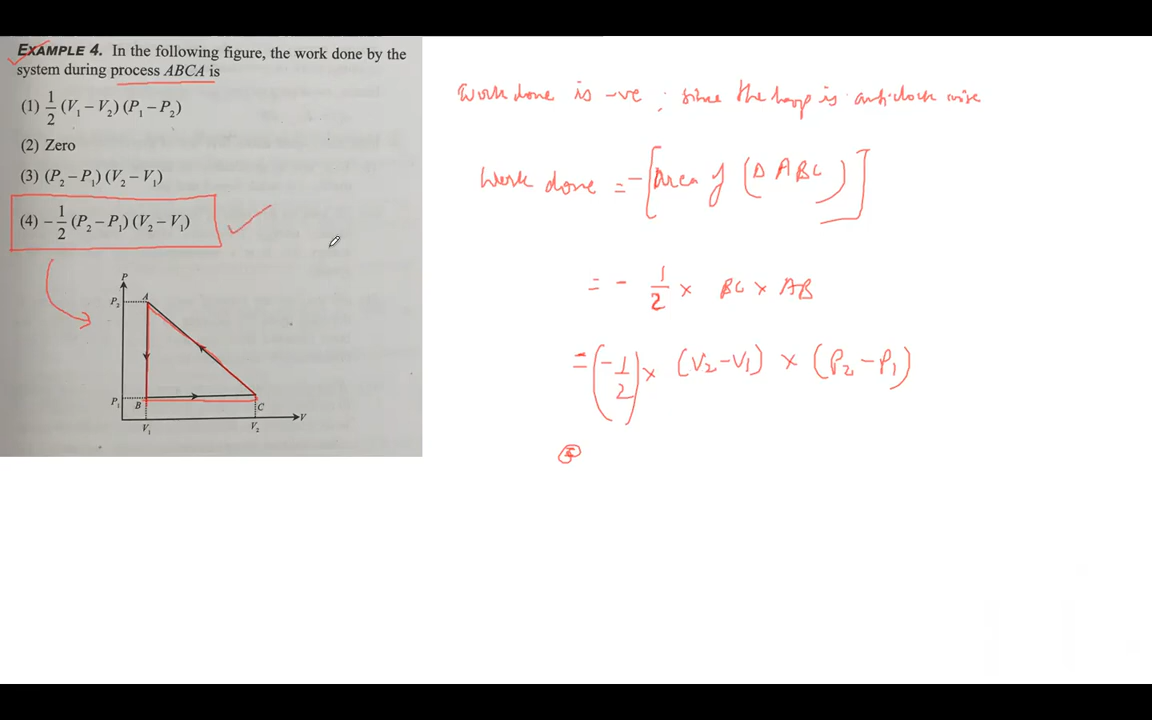 EXAMPLE 4. In the following figure, the work done by the
system during process ABCA is
(1) 1/2 (V₁ – V₂) (P₁ – P₂)
(2) Zero
(3) (P₂ – P₁) (V₂ – V₁)
(4) – 1/2 (P₂ – P₁) (V₂ – V₁)
P
P₂ A
P₁ B C
V₁ V₂ V
Work done is -ve ; since the loop is anti-clock wise
Work done = - [Area of (Δ ABC)]
= - 1/2 × BC × AB
= (-1/2) × (V₂ - V₁) × (P₂ - P₁)